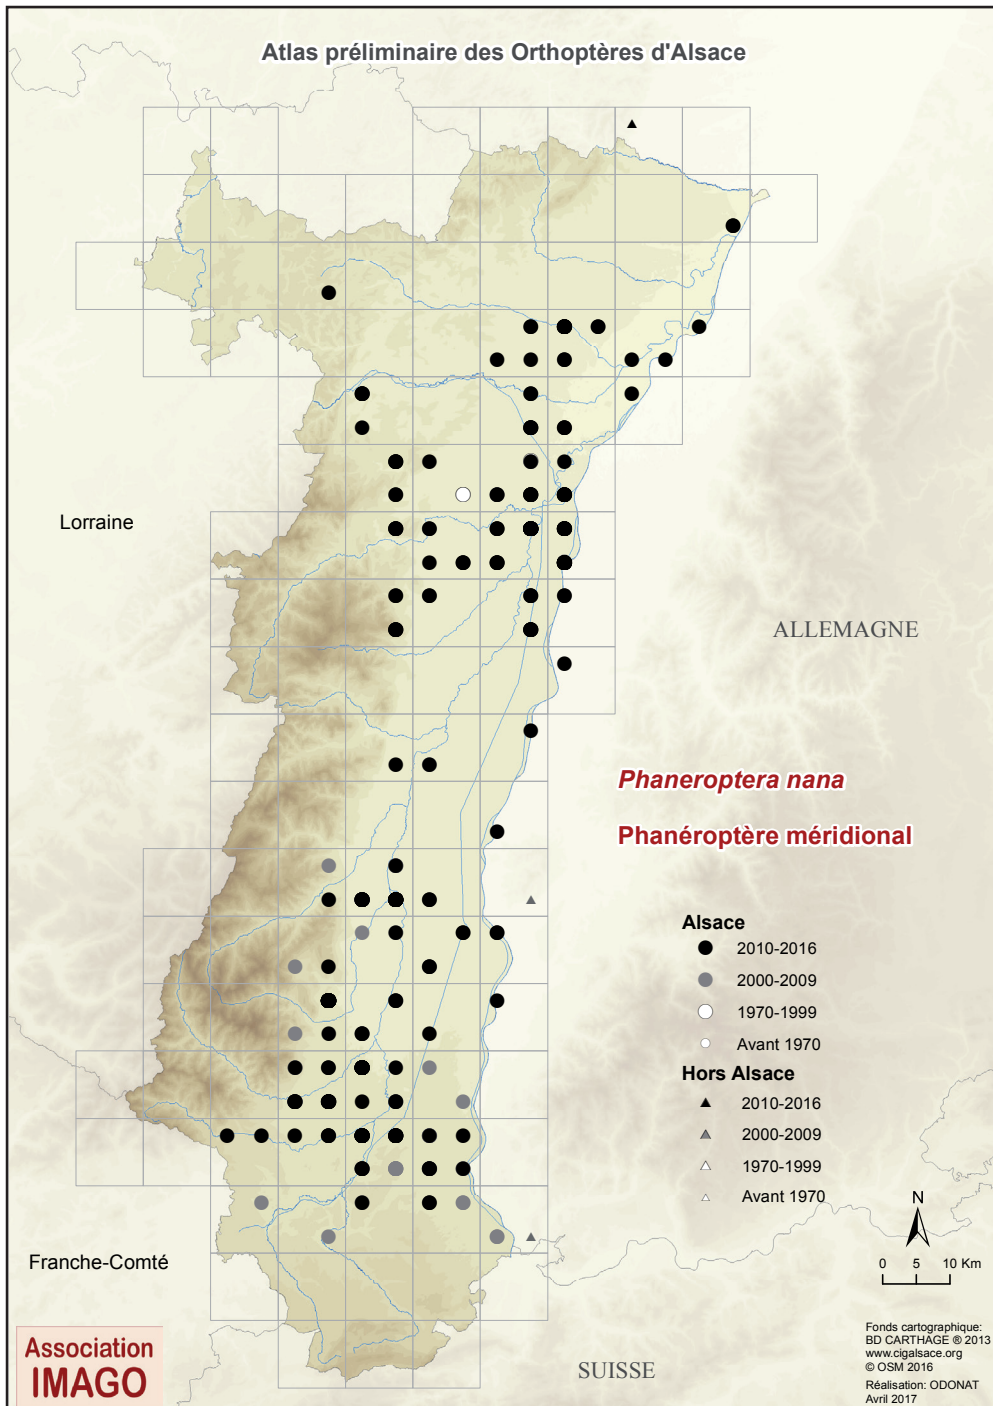 Atlas préliminaire des Orthoptères d'Alsace
Lorraine
ALLEMAGNE
Phaneroptera nana
Phanéroptère méridional
Alsace
2010-2016
2000-2009
1970-1999
Avant 1970
Hors Alsace
2010-2016
2000-2009
1970-1999
Avant 1970
N
0 5 10 Km
Franche-Comté
SUISSE
Association
IMAGO
Fonds cartographique:
BD CARTHAGE ® 2013
www.cigalsace.org
© OSM 2016
Réalisation: ODONAT
Avril 2017